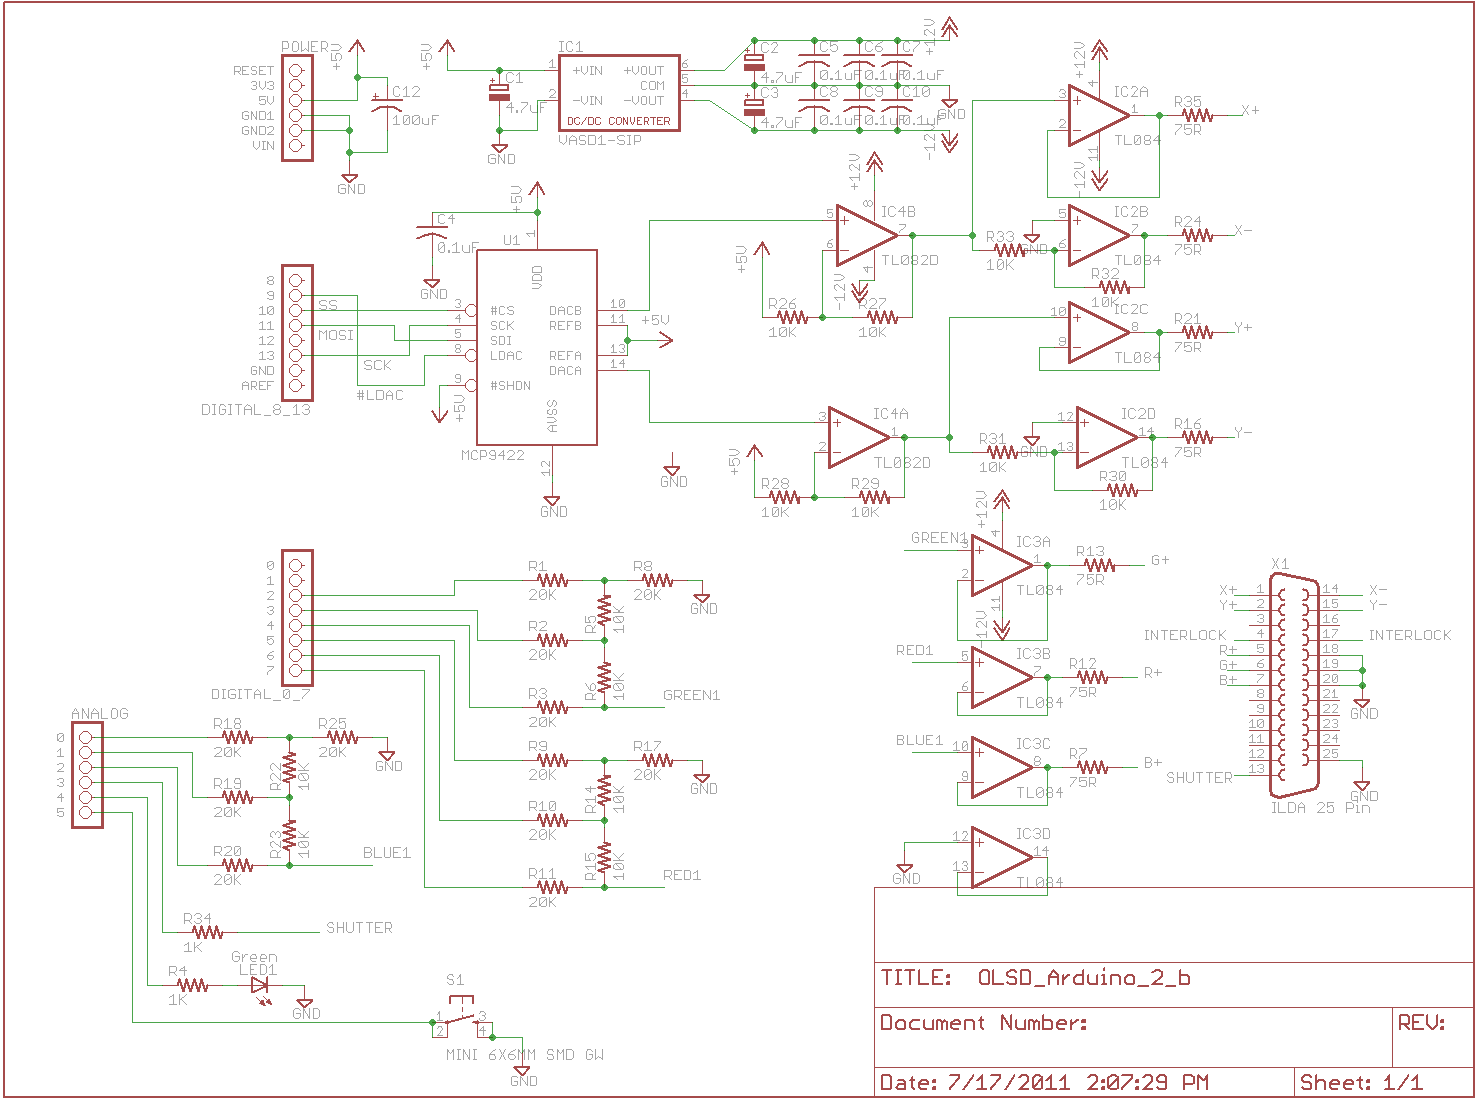 POWER
RESET
3V3
5V
GND1
GND2
VIN
+5V
C12
100uF
GND
+5V
C1
4.7uF
GND
IC1
1 +VIN +VOUT 6
COM 5
2 -VIN -VOUT 4
DC/DC CONVERTER
VASD1-SIP
C2 C5 C6 C7
4.7uF 0.1uF 0.1uF 0.1uF
C3 C8 C9 C10
4.7uF 0.1uF 0.1uF 0.1uF
+12V
GND
-12V
+12V
4
3
2
1
11
-12V
IC2A
TL084
R35
75R
X+
+5V
C4
0.1uF
GND
U1
1
VDD
3 #CS DACB 10
4 SCK REFB 11
5 SDI
8 LDAC REFA 13
DACA 14
9 #SHDN
AVSS
12
MCP9422
GND
+5V
+5V
8
9
10
11
12
13
GND
AREF
DIGITAL_8_13
SS
MOSI
SCK
#LDAC
+12V
8
5
6
7
4
-12V
IC4B
TL082D
+5V
R26
10K
R27
10K
GND
5
6
7
IC2B
TL084
R33
10K
R32
10K
R24
75R
X-
10
9
8
IC2C
TL084
R21
75R
Y+
3
2
1
IC4A
TL082D
+5V
R28
10K
R29
10K
GND
GND
12
13
14
IC2D
TL084
R31
10K
R30
10K
R16
75R
Y-
0
1
2
3
4
5
6
7
DIGITAL_0_7
R1
20K
R8
20K
GND
R5
10K
R2
20K
R6
10K
R3
20K
GREEN1
R9
20K
R17
20K
GND
R14
10K
R10
20K
R15
10K
R11
20K
RED1
ANALOG
0
1
2
3
4
5
R18
20K
R25
20K
GND
R22
10K
R19
20K
R23
10K
R20
20K
BLUE1
R34
1K
SHUTTER
R4
1K
Green
LED1
GND
S1
1 3
2 4
MINI 6X6MM SMD GW
GND
GREEN1
+12V
4
3
2
1
11
-12V
IC3A
TL084
R13
75R
G+
RED1
5
6
7
IC3B
TL084
R12
75R
R+
BLUE1
10
9
8
IC3C
TL084
R7
75R
B+
GND
12
13
14
IC3D
TL084
X1
X+ 1 14 X-
Y+ 2 15 Y-
3 16
INTERLOCK 4 17 INTERLOCK
R+ 5 18
G+ 6 19
B+ 7 20
8 21
9 22
10 23
11 24
12 25
SHUTTER 13
GND
GND
ILDA 25 Pin
TITLE: OLSD_Arduino_2_b
Document Number:
REV:
Date: 7/17/2011 2:07:29 PM
Sheet: 1/1